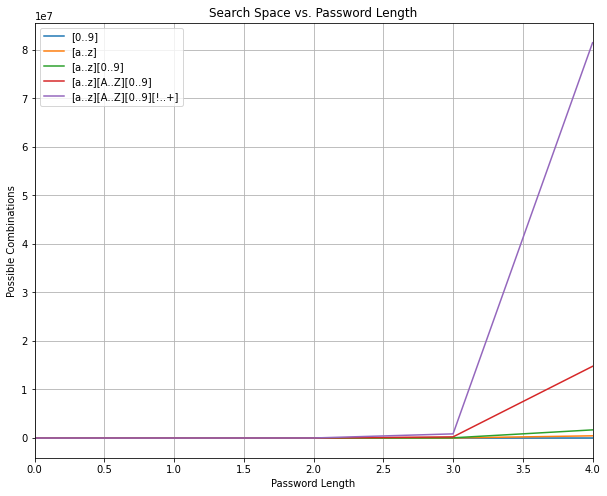 Search Space vs. Password Length
1e7
[0..9]
[a..z]
[a..z][0..9]
[a..z][A..Z][0..9]
[a..z][A..Z][0..9][!..+]
8
7
6
5
4
3
2
1
0
Possible Combinations
0.0 0.5 1.0 1.5 2.0 2.5 3.0 3.5 4.0
Password Length